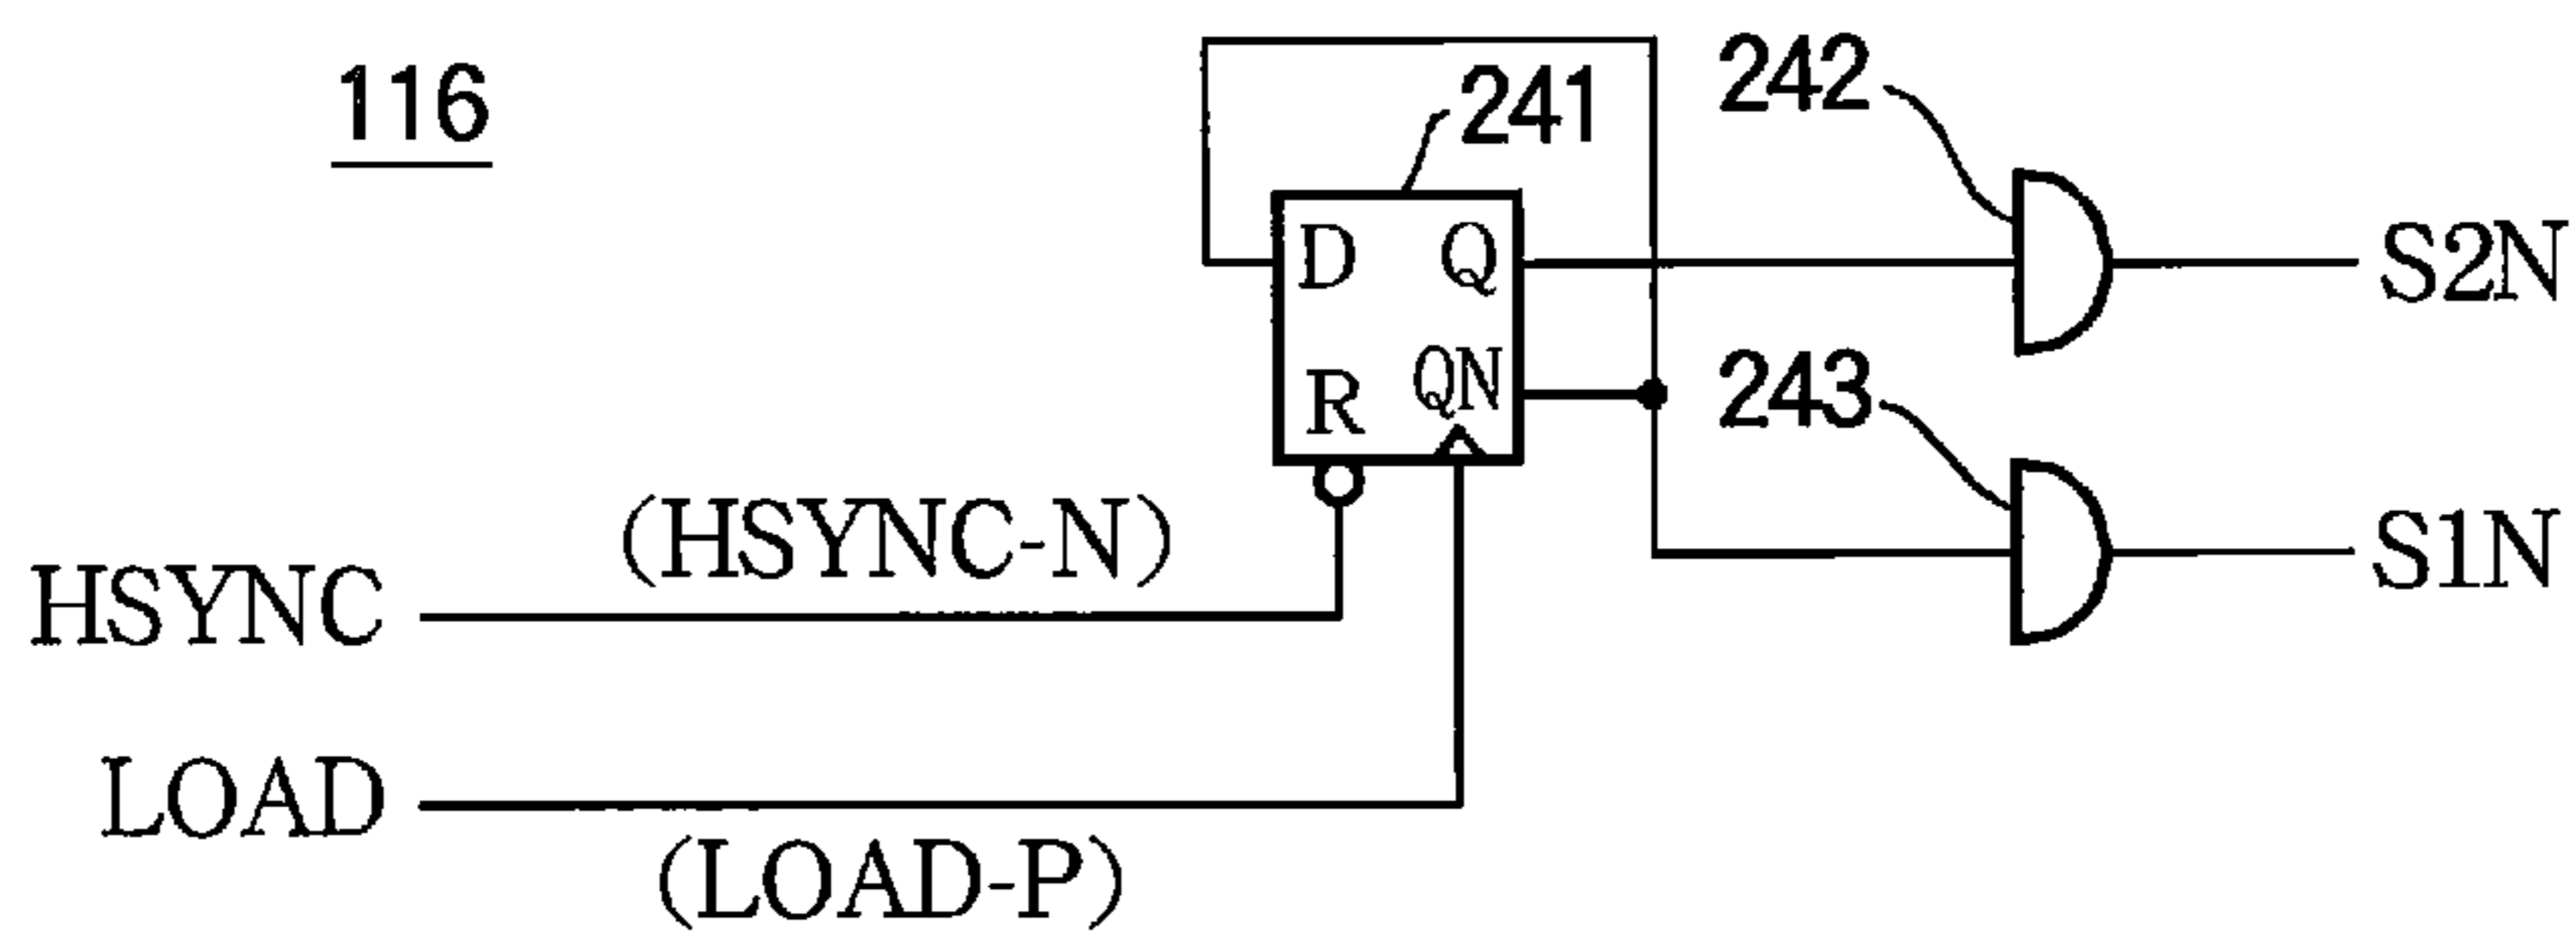 116
241
242
D
Q
S2N
R
QN
243
(HSYNC-N)
HSYNC
S1N
LOAD
(LOAD-P)